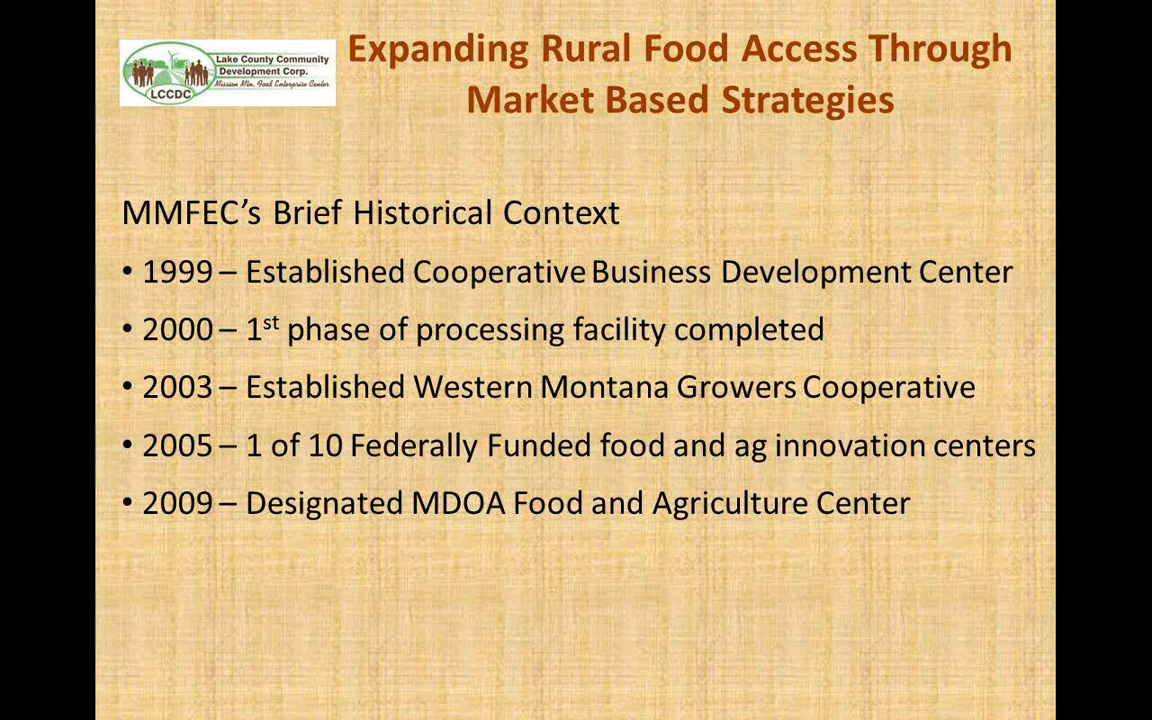 Lake County Community
Development Corp.
Mission Mtn. Food Enterprise Center
LCCDC
Expanding Rural Food Access Through
Market Based Strategies
MMFEC’s Brief Historical Context
• 1999 – Established Cooperative Business Development Center
• 2000 – 1st phase of processing facility completed
• 2003 – Established Western Montana Growers Cooperative
• 2005 – 1 of 10 Federally Funded food and ag innovation centers
• 2009 – Designated MDOA Food and Agriculture Center